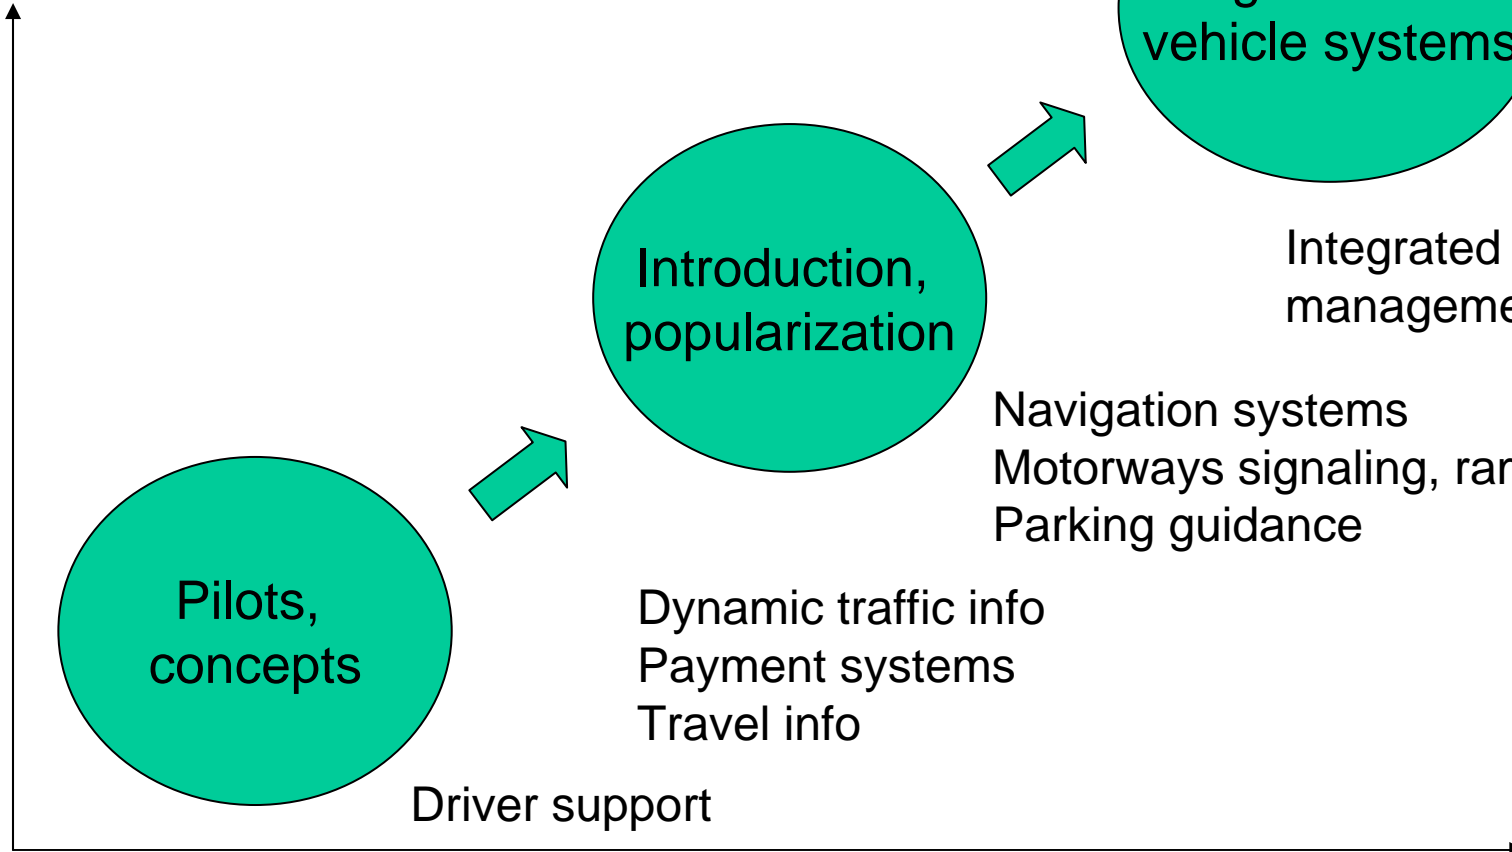 vehicle systems
Introduction,
popularization
Integrated
Navigation systems
Motorways signaling,
Parking guidance
Pilots,
concepts
Dynamic traffic info
Payment systems
Travel info
Driver support